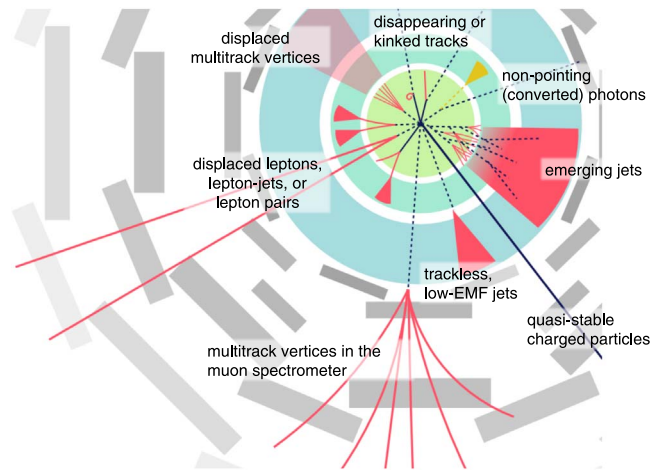 displaced
multitrack vertices
disappearing or
kinked tracks
non-pointing
(converted) photons
displaced leptons,
lepton-jets, or
lepton pairs
emerging jets
trackless,
low-EMF jets
quasi-stable
charged particles
multitrack vertices in the
muon spectrometer